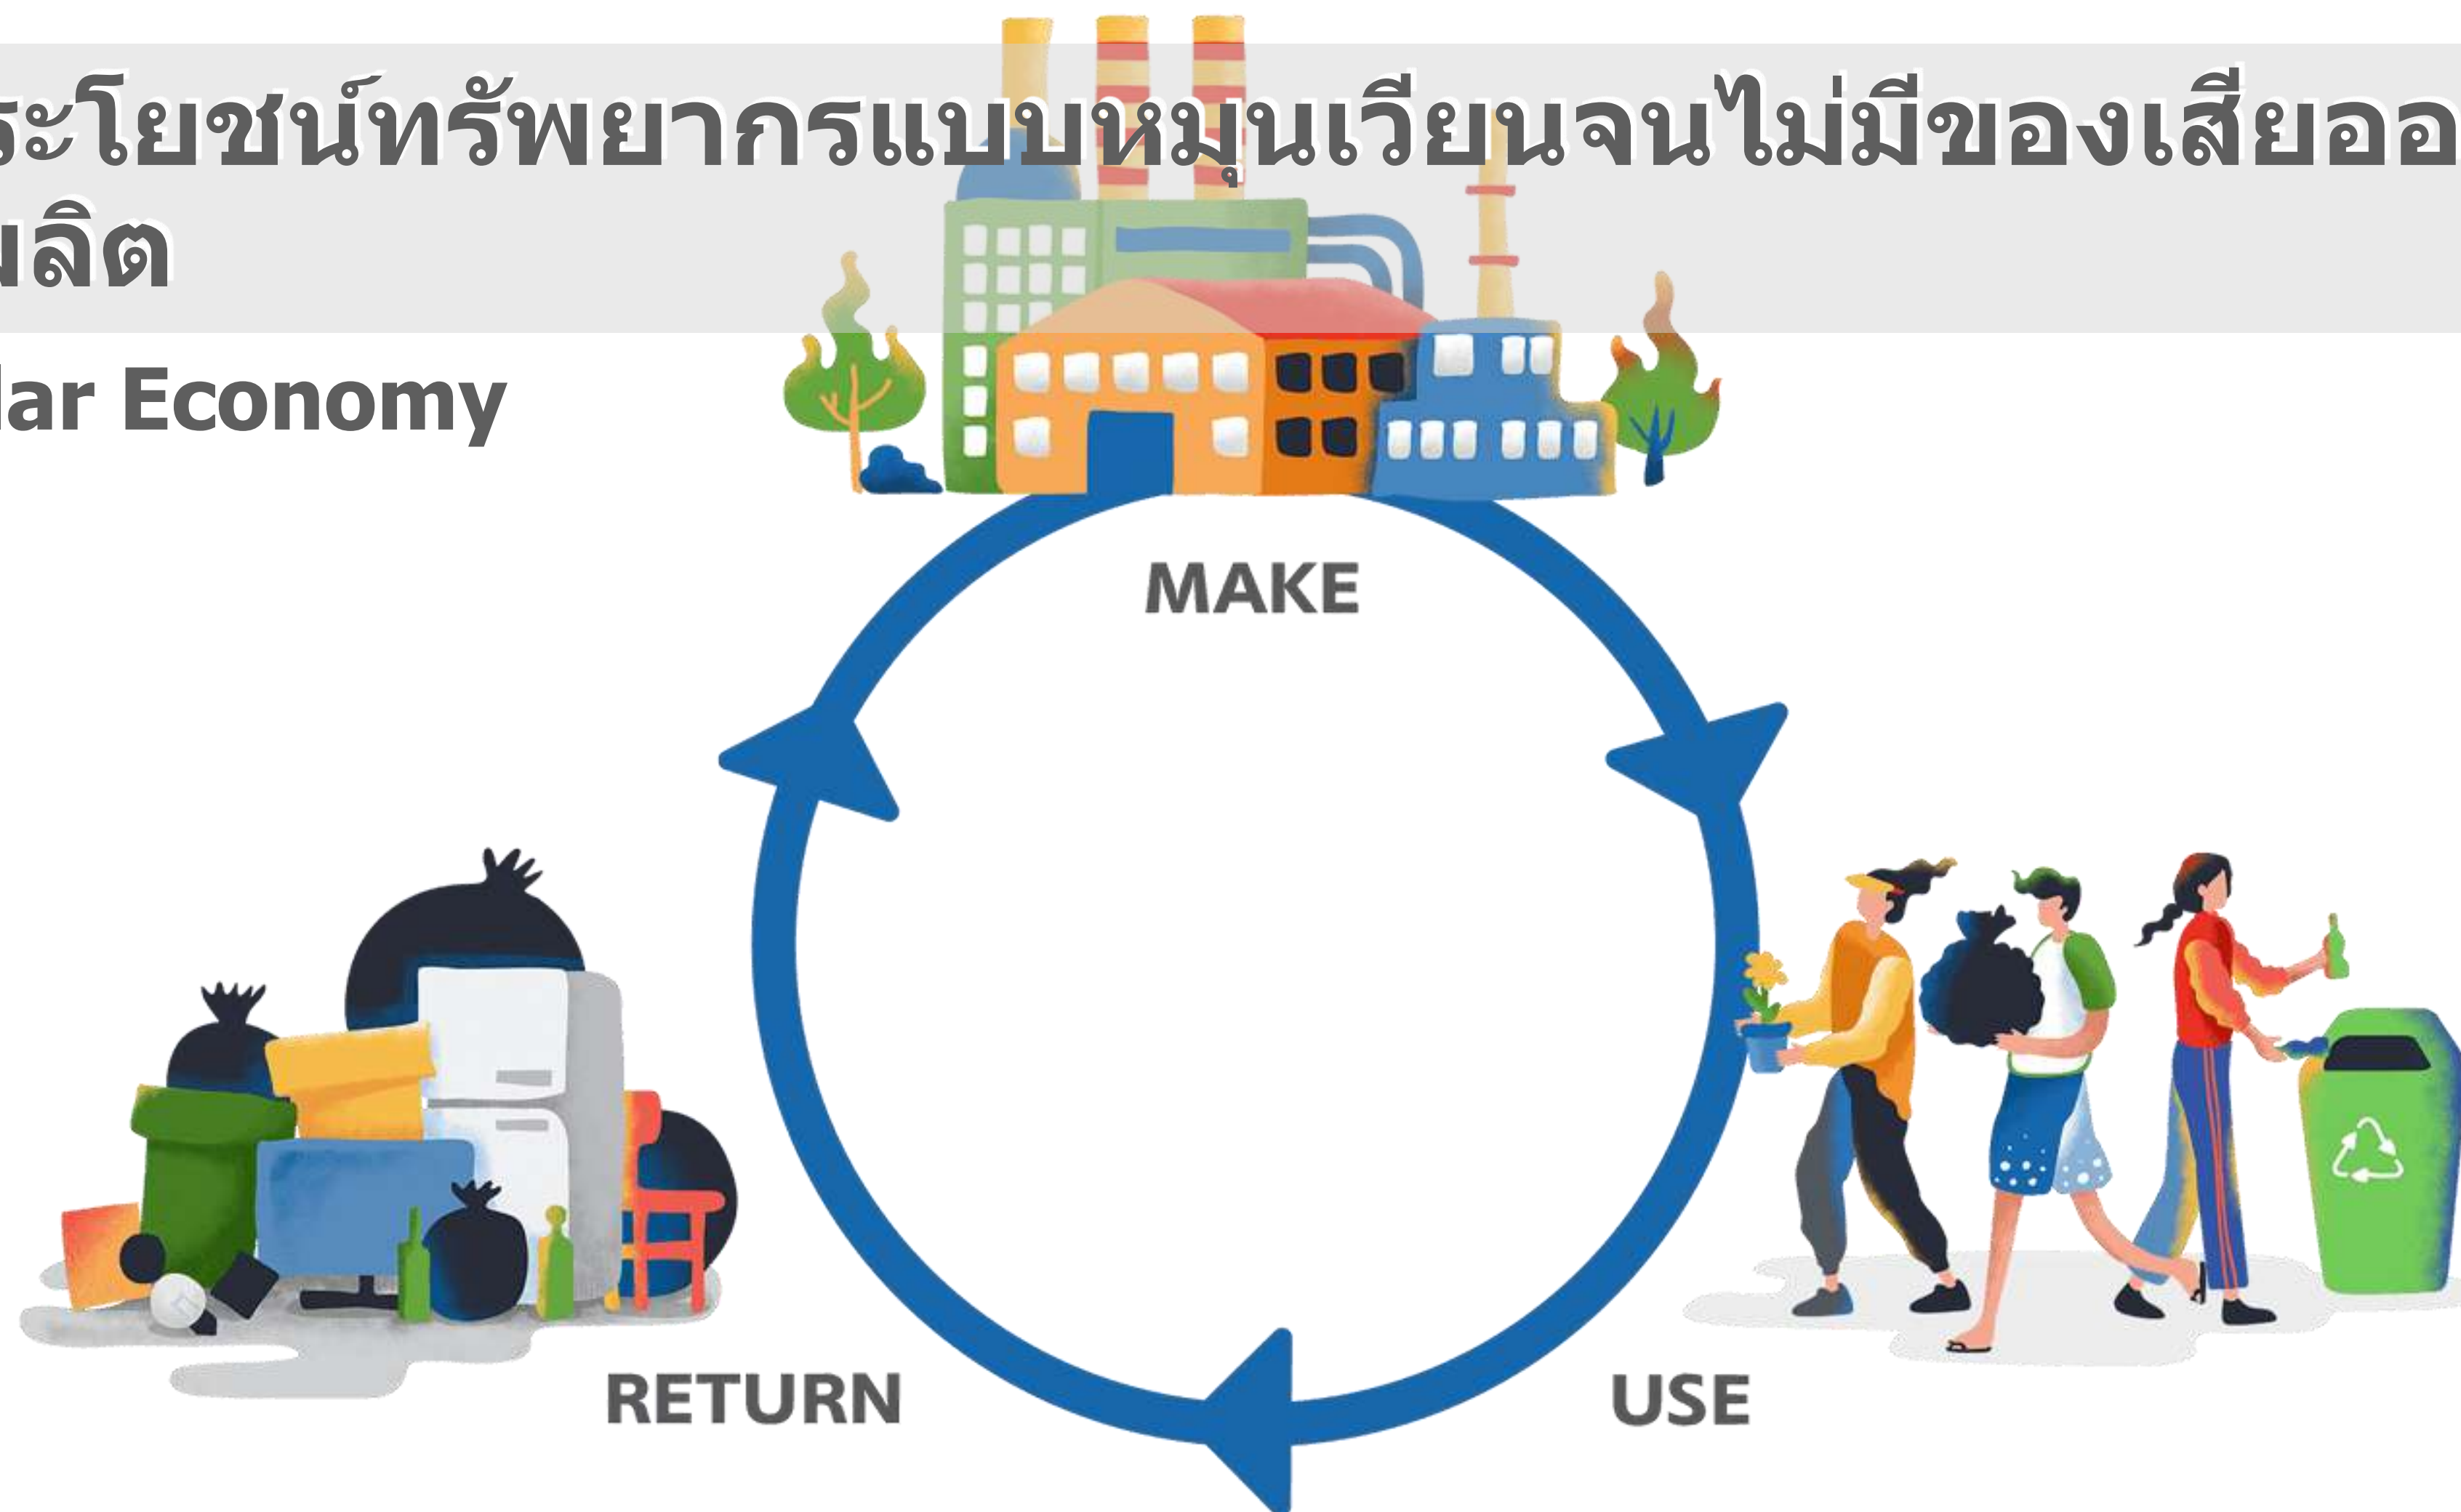 ระโยชน์ทรัพยากรแบบหมุนเวียนจนไม่มีของเสียออ
ผลิต
lar Economy
MAKE
RETURN
USE